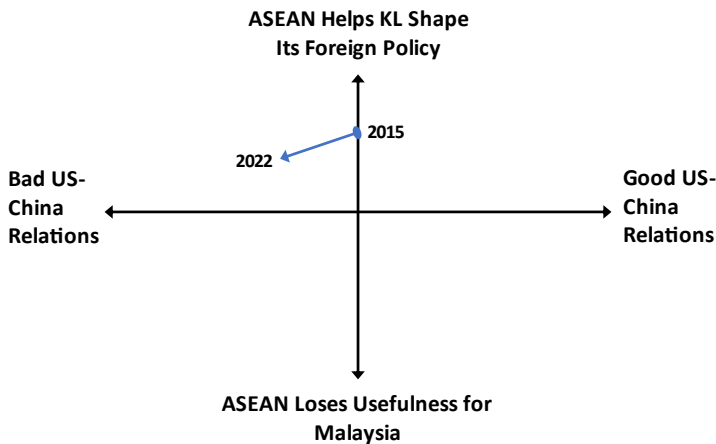 ASEAN Helps KL Shape
Its Foreign Policy
2015
2022
Bad US-
China
Relations
Good US-
China
Relations
ASEAN Loses Usefulness for
Malaysia